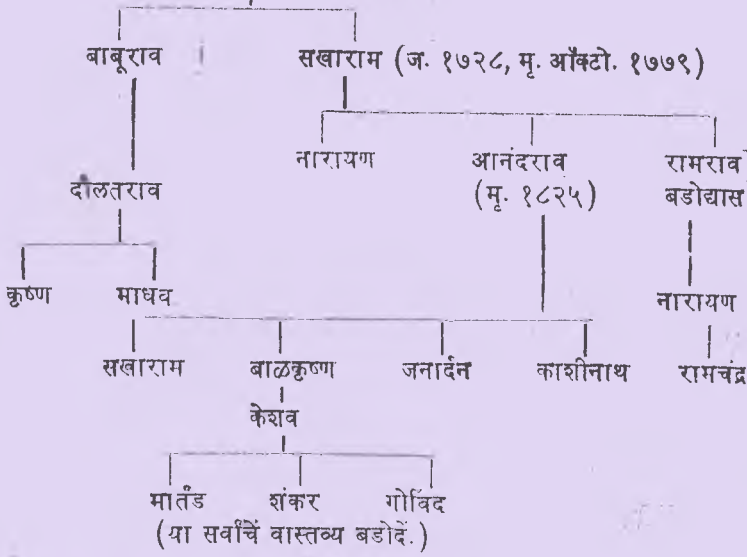 बाबूराव सखाराम (ज. १७२८, मृ. ऑक्टो. १७७९)
नारायण आनंदराव रामराव
दौलतराव (मृ. १८२५) बडोद्यास
कृष्ण माधव नारायण
सखाराम बाळकृष्ण जनार्दन काशीनाथ रामचंद्र
केशव
मार्तंड शंकर गोविंद
(या सर्वांचें वास्तव्य बडोदें.)